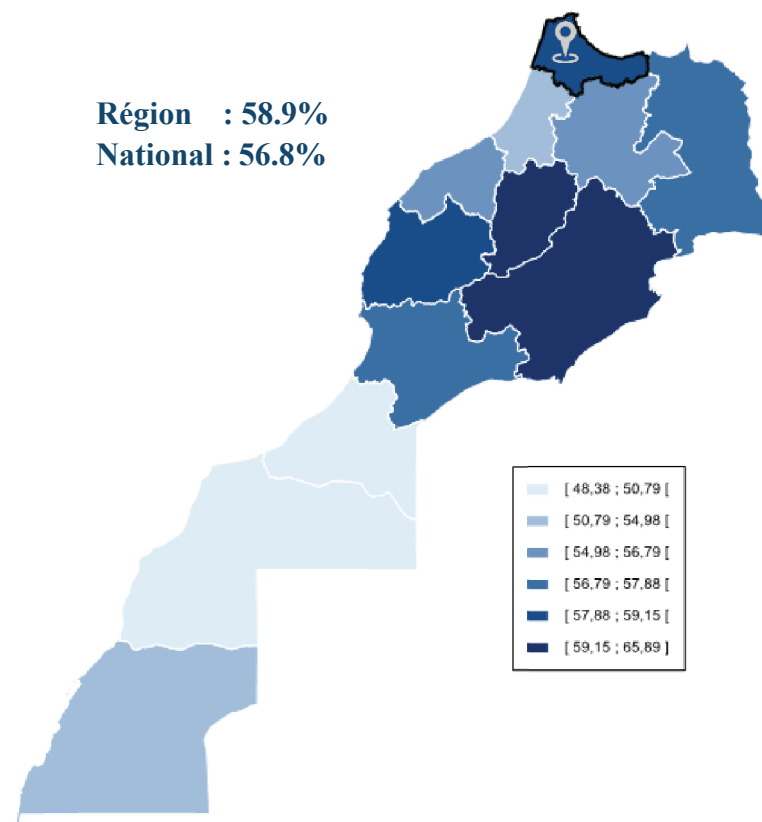 Région : 58.9%
National : 56.8%
[ 48,38 ; 50,79 [
[ 50,79 ; 54,98 [
[ 54,98 ; 56,79 [
[ 56,79 ; 57,88 [
[ 57,88 ; 59,15 [
[ 59,15 ; 65,89 ]